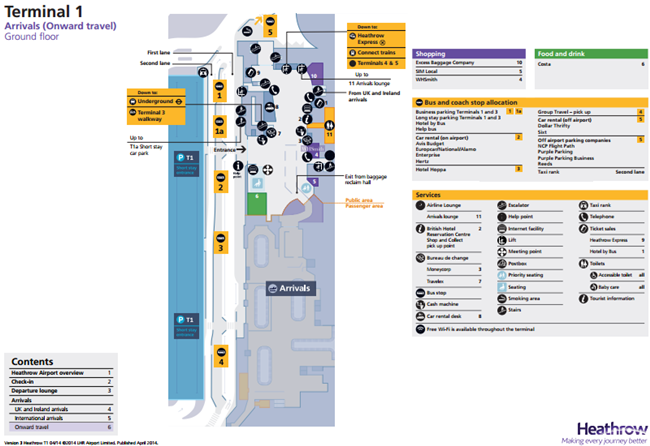 Terminal 1
Arrivals (Onward travel)
Ground floor
First lane
Second lane
Down to:
Heathrow
Express
Connect trains
Terminals 4 & 5
Up to
11 Arrivals lounge
From UK and Ireland
arrivals
Down to:
Underground
Terminal 3
walkway
Up to
T1a Short stay
car park
Entrance
Exit from baggage
reclaim hall
Public area
Passenger area
P T1
Short stay
entrance
P T1
Short stay
entrance
Arrivals
1
1a
2
3
4
5
9
10
8
7
6
11
2
3
4
5
Shopping
Excess Baggage Company 10
SIM Local 5
WHSmith 4
Food and drink
Costa 6
Bus and coach stop allocation
Business parking Terminals 1 and 3 1 1a
Long stay parking Terminals 1 and 3
Hotel by Bus
Help bus
Car rental (on airport) 2
Avis Budget
Europcar/National/Alamo
Enterprise
Hertz
Hotel Hoppa 3
Group Travel – pick up 4
Car rental (off airport) 5
Dollar Thrifty
Sixt
Off airport parking companies 5
NCP Flight Path
Purple Parking
Purple Parking Business
Reeds
Taxi rank Second lane
Services
Airline Lounge
Arrivals lounge 11
British Hotel 2
Reservation Centre
Shop and Collect
pick up point
Bureau de change
Moneycorp 3
Travelex 7
Bus stop
Cash machine
Car rental desk 8
Escalator
Help point
Internet facility
Lift
Meeting point
Postbox
Priority seating
Seating
Smoking area
Stairs
Taxi rank
Telephone
Ticket sales
Heathrow Express 9
Hotel by Bus 1
Toilets
Accessible toilet all
Baby care all
Tourist information
Free Wi-Fi is available throughout the terminal
Contents
Heathrow Airport overview 1
Check-in 2
Departure lounge 3
Arrivals
UK and Ireland arrivals 4
International arrivals 5
Onward travel 6
Version 3 Heathrow T1 04/14 ©2014 LHR Airport Limited. Published April 2014.
Heathrow
Making every journey better